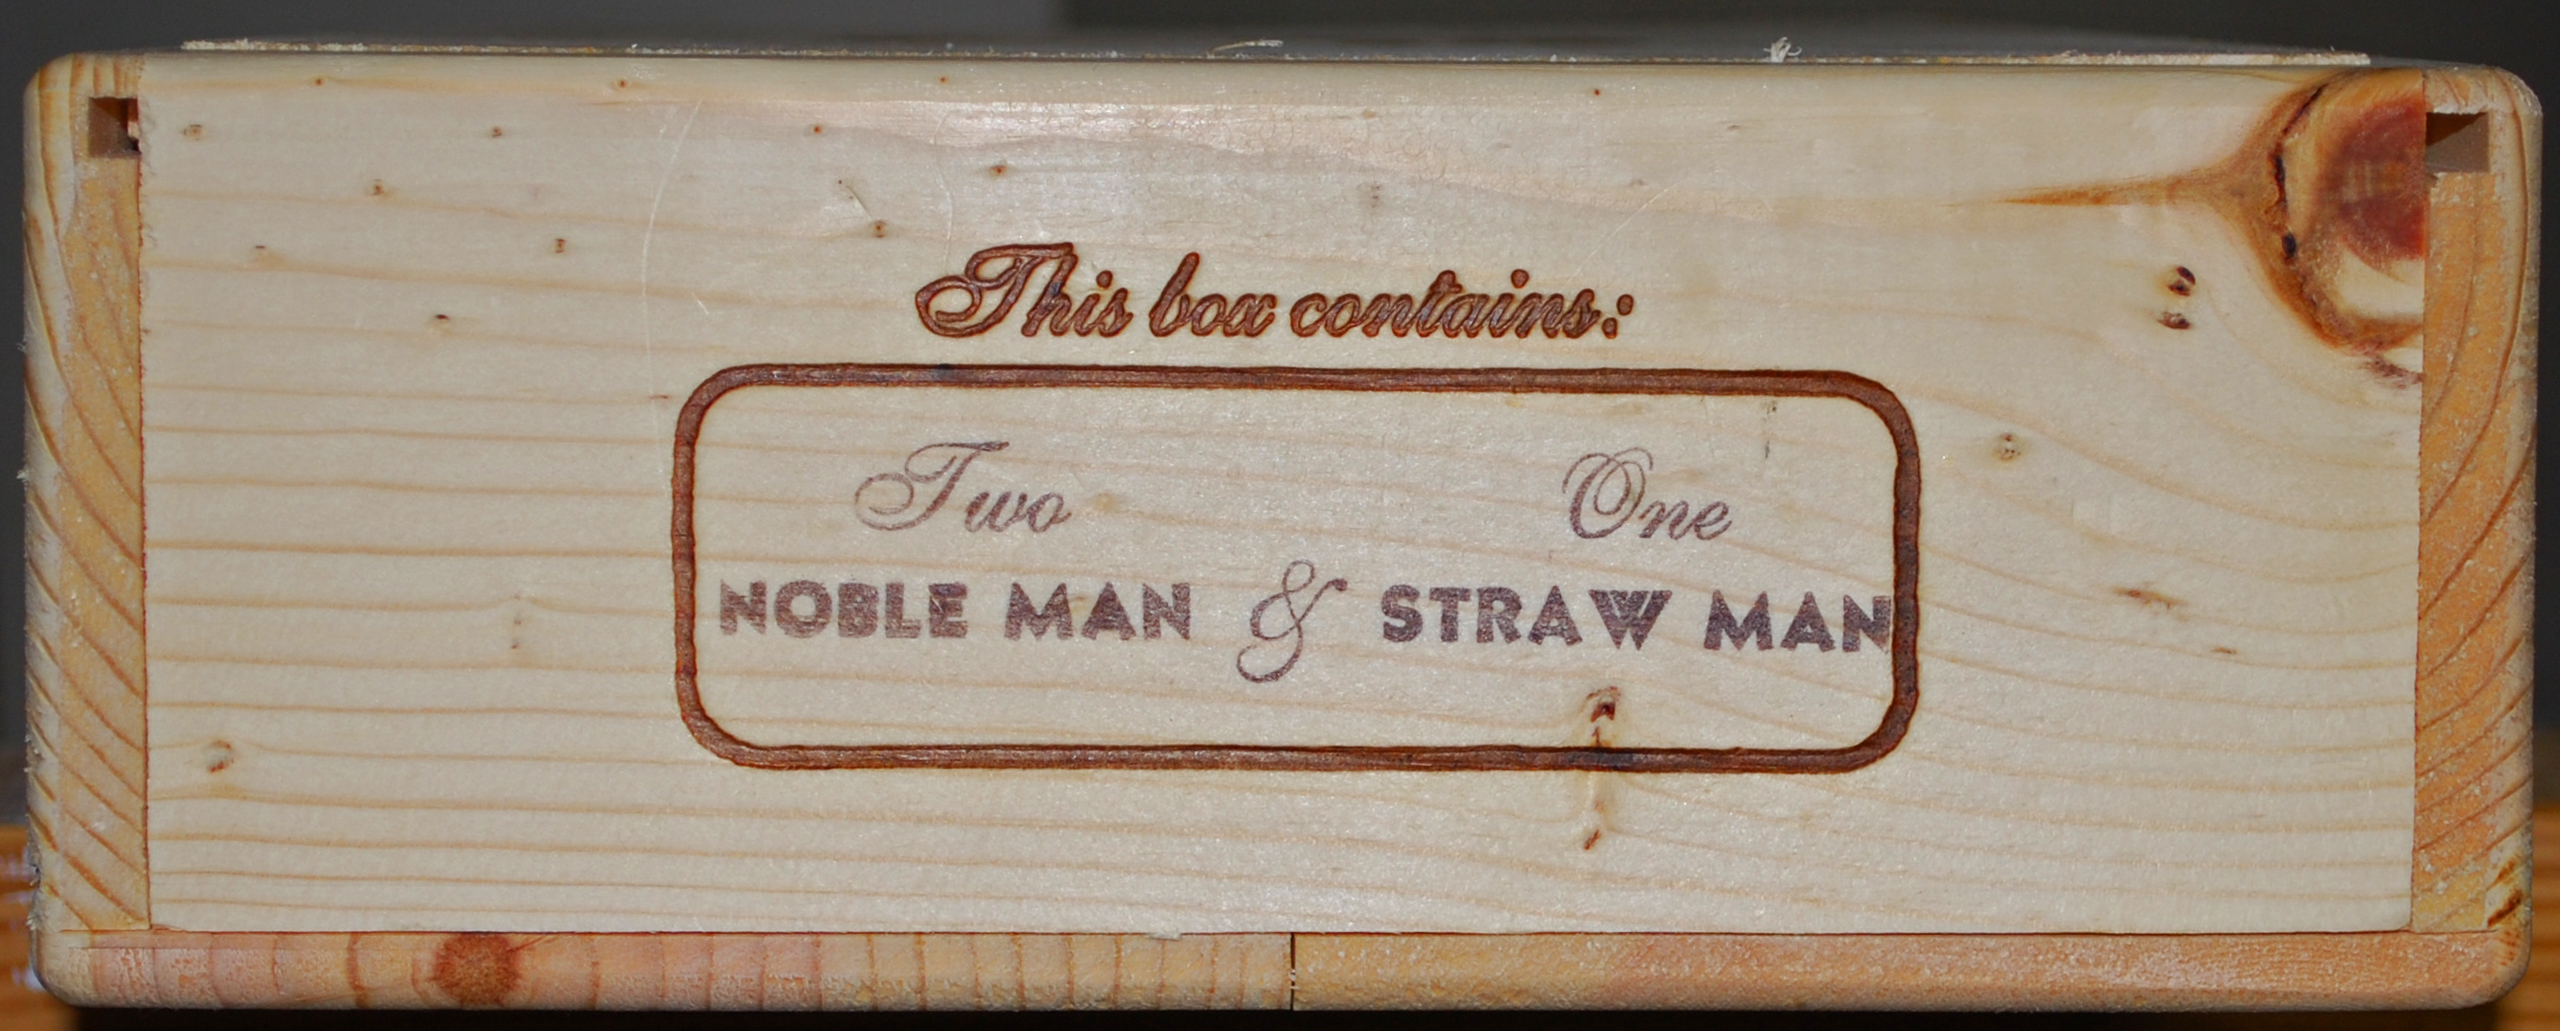 This box contains:
Two One
NOBLE MAN & STRAW MAN